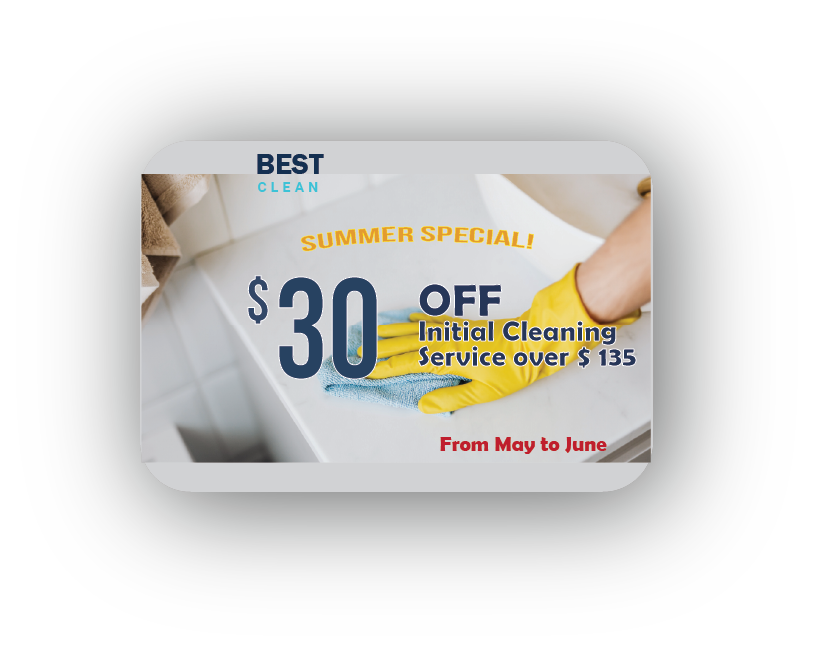 BEST
CLEAN
SUMMER SPECIAL!
$30
OFF
Initial Cleaning
Service over $ 135
From May to June